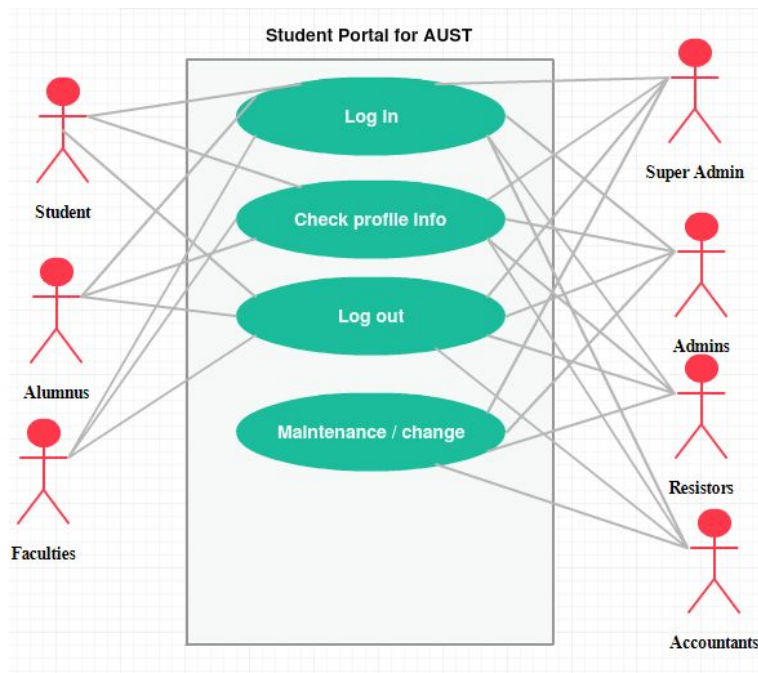 Student Portal for AUST
Log In
Check profile info
Log out
Maintenance / change
Student
Alumnus
Faculties
Super Admin
Admins
Resistors
Accountants